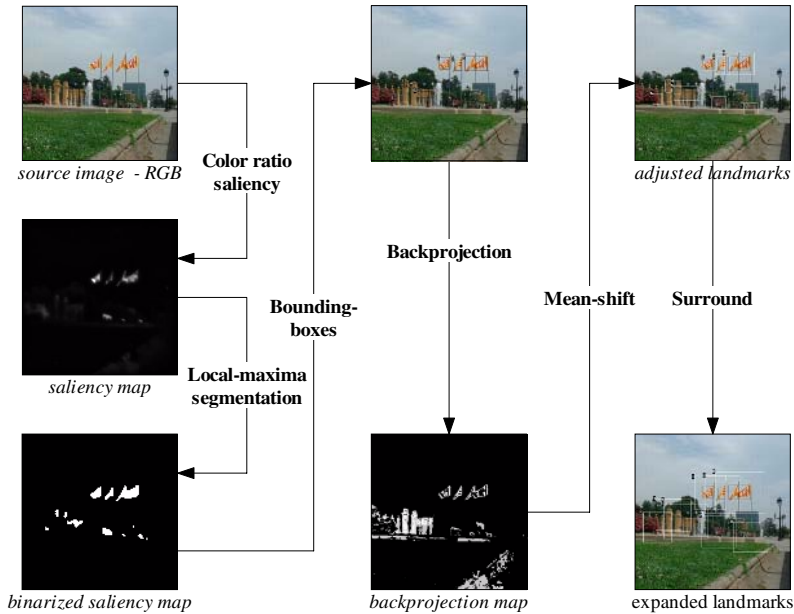 source image - RGB
Color ratio
saliency
saliency map
Local-maxima
segmentation
binarized saliency map
Bounding-
boxes
Backprojection
backprojection map
Mean-shift
adjusted landmarks
Surround
expanded landmarks